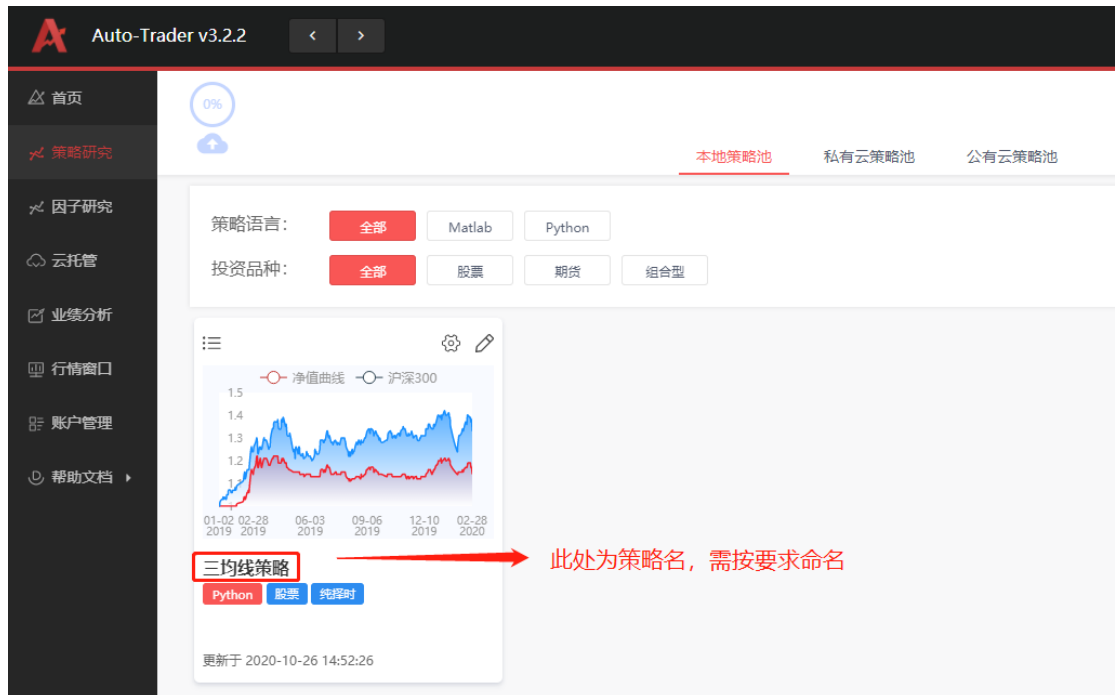 Auto-Trader v3.2.2
首页
策略研究
因子研究
云托管
业绩分析
行情窗口
账户管理
帮助文档
0%
本地策略池 私有云策略池 公有云策略池
策略语言: 全部 Matlab Python
投资品种: 全部 股票 期货 组合型
净值曲线 沪深300
1.5
1.4
1.3
1.2
1.1
01-02 02-28 06-03 09-06 12-10 02-28
2019 2019 2019 2019 2019 2020
三均线策略
此处为策略名，需按要求命名
Python 股票 纯择时
更新于 2020-10-26 14:52:26